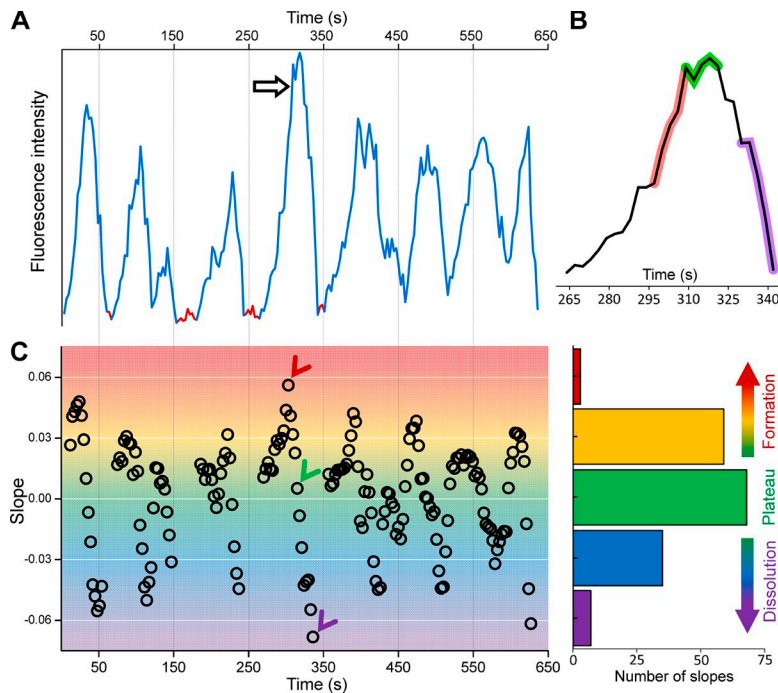 A
Time (s)
50 150 250 350 450 550 650
Fluorescence intensity
B
Time (s)
265 280 295 310 325 340
C
0.06
0.03
0.00
-0.03
-0.06
Slope
50 150 250 350 450 550 650
Time (s)
Formation
Plateau
Dissolution
0 25 50 75
Number of slopes